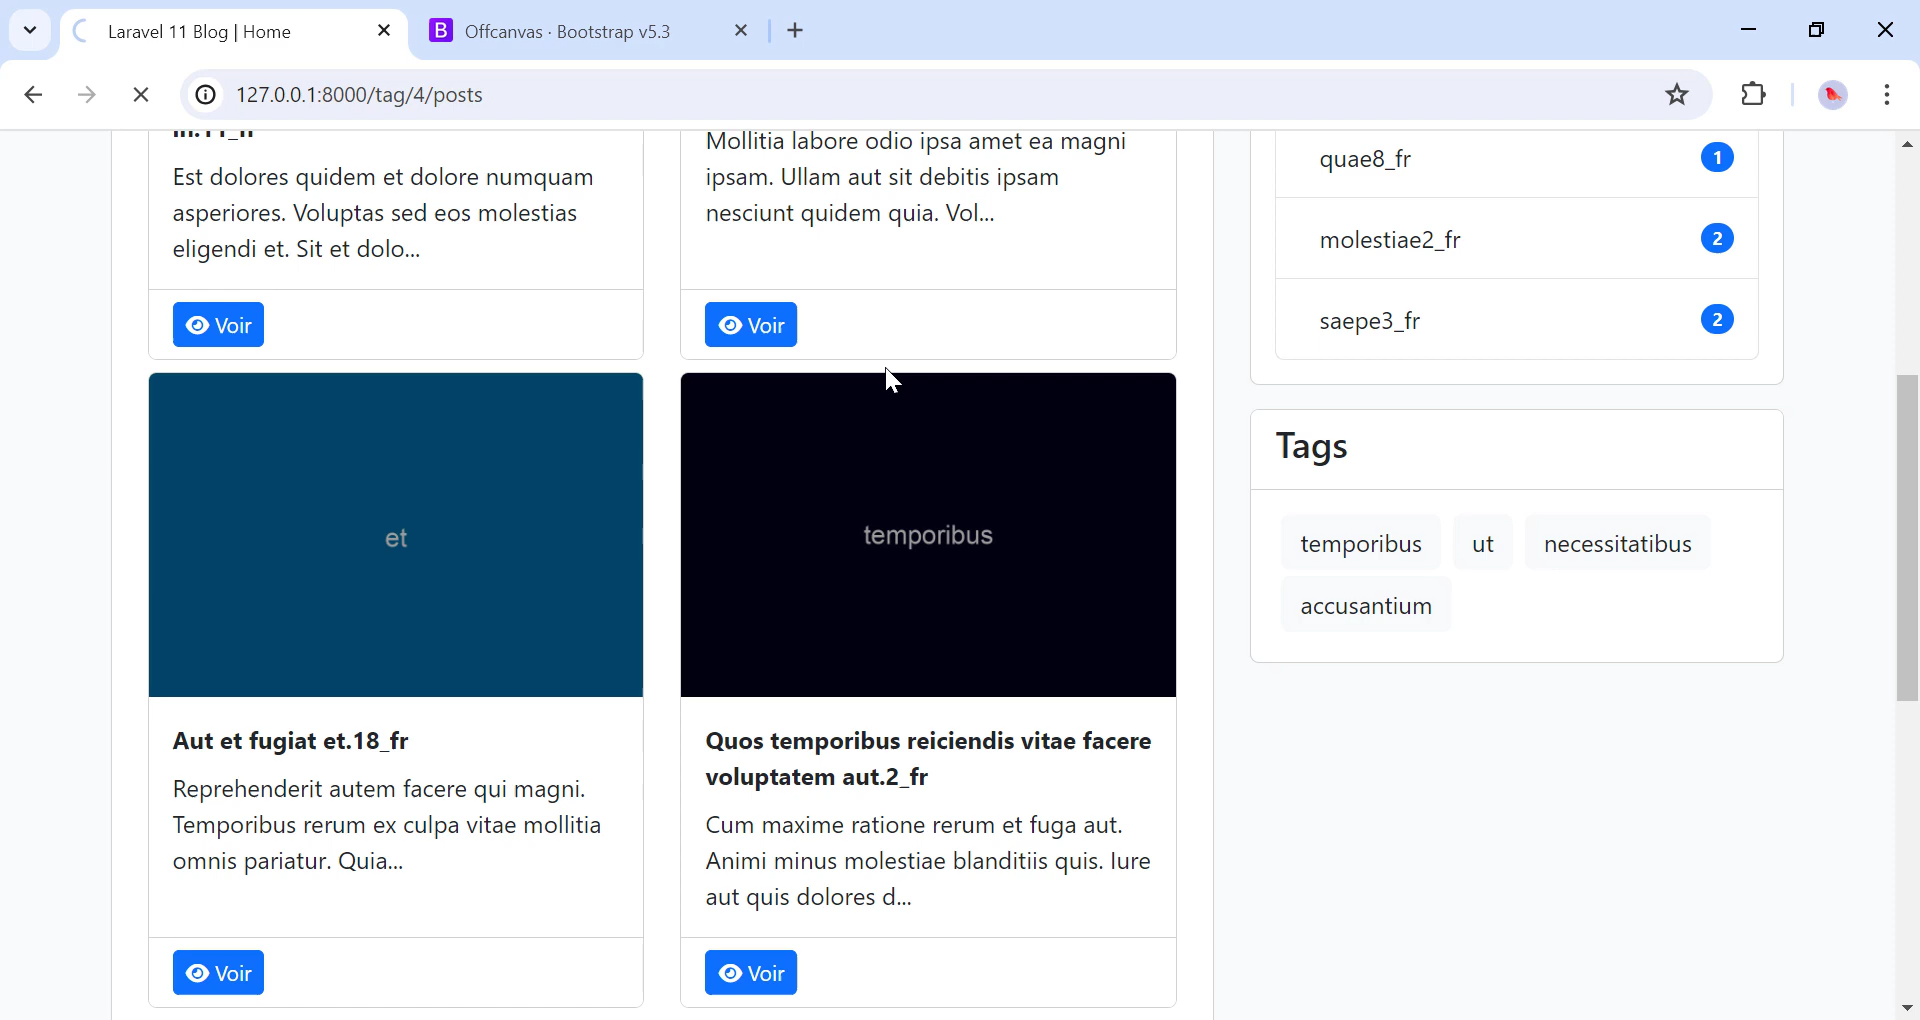 Laravel 11 Blog | Home
Offcanvas · Bootstrap v5.3
127.0.0.1:8000/tag/4/posts
Est dolores quidem et dolore numquam
asperiores. Voluptas sed eos molestias
eligendi et. Sit et dolo...
Voir
Mollitia labore odio ipsa amet ea magni
ipsam. Ullam aut sit debitis ipsam
nesciunt quidem quia. Vol...
Voir
et
Aut et fugiat et.18_fr
Reprehenderit autem facere qui magni.
Temporibus rerum ex culpa vitae mollitia
omnis pariatur. Quia...
Voir
temporibus
Quos temporibus reiciendis vitae facere
voluptatem aut.2_fr
Cum maxime ratione rerum et fuga aut.
Animi minus molestiae blanditiis quis. Iure
aut quis dolores d...
Voir
quae8_fr 1
molestiae2_fr 2
saepe3_fr 2
Tags
temporibus ut necessitatibus
accusantium